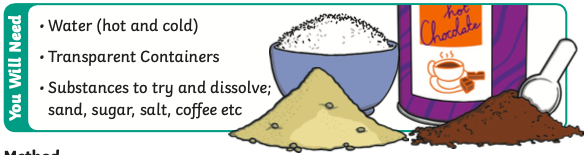 You Will Need
• Water (hot and cold)
• Transparent Containers
• Substances to try and dissolve;
sand, sugar, salt, coffee etc
hot
Chocolate
Method